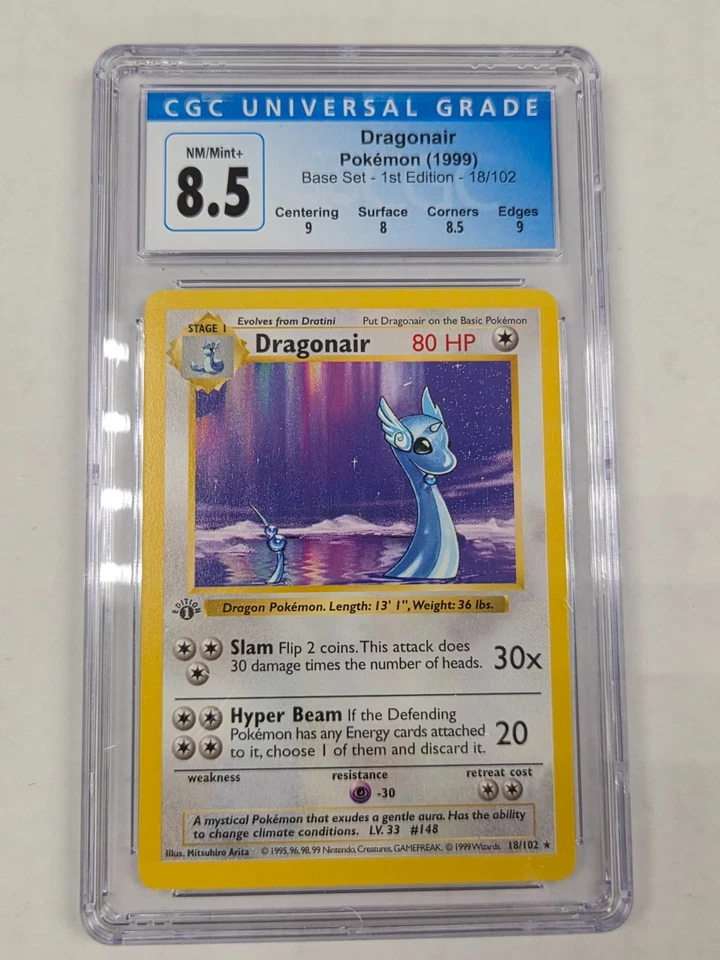 CGC UNIVERSAL GRADE
NM/Mint+
8.5
Dragonair
Pokémon (1999)
Base Set - 1st Edition - 18/102
Centering Surface Corners Edges
9 8 8.5 9
STAGE 1
Evolves from Dratini
Put Dragonair on the Basic Pokémon
Dragonair 80 HP
EDITION
1
Dragon Pokémon. Length: 13' 1", Weight: 36 lbs.
Slam Flip 2 coins. This attack does
30 damage times the number of heads. 30x
Hyper Beam If the Defending
Pokémon has any Energy cards attached
to it, choose 1 of them and discard it. 20
weakness resistance retreat cost
-30
A mystical Pokémon that exudes a gentle aura. Has the ability
to change climate conditions. LV. 33 #148
Illus. Mitsuhiro Arita © 1995, 96, 98, 99 Nintendo, Creatures, GAMEFREAK. © 1999 Wizards. 18/102 ★